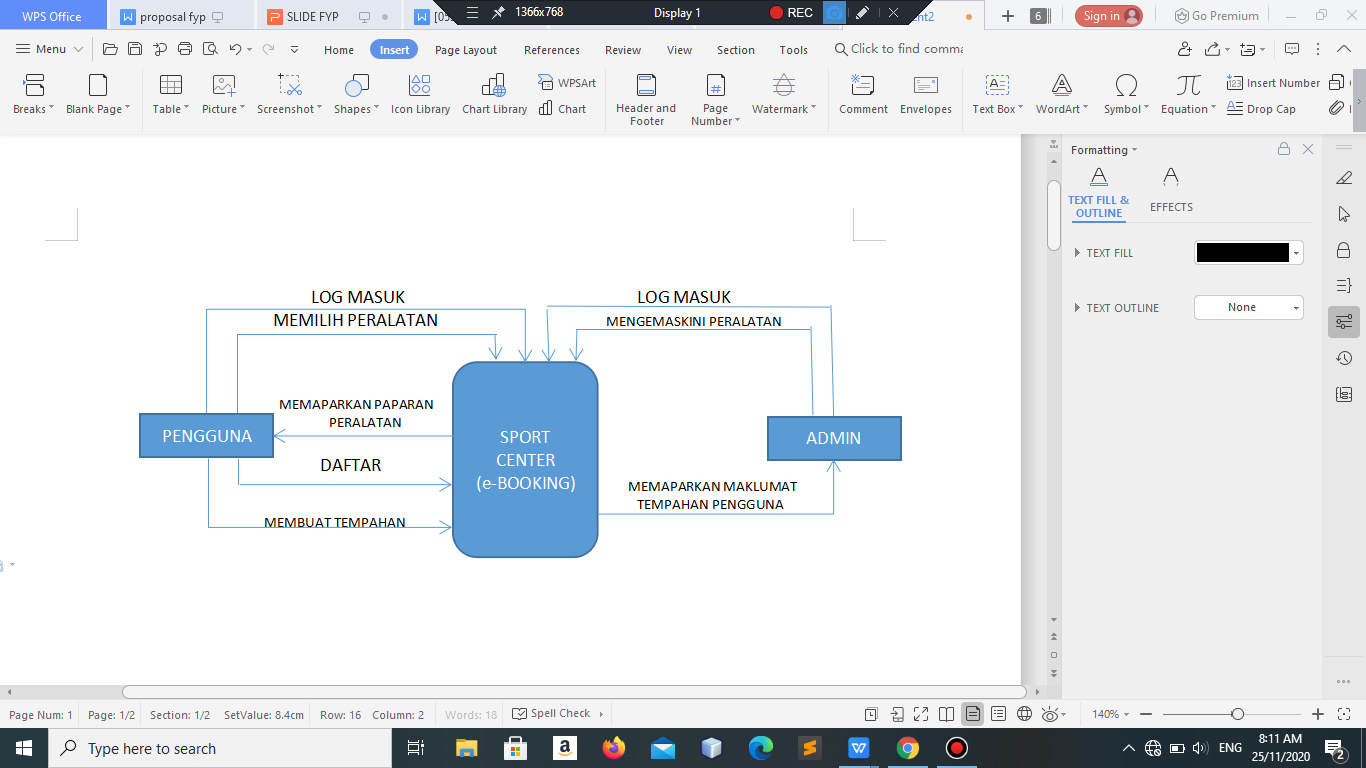 WPS Office
proposal fyp
SLIDE FYP
1366x768
Display 1
REC
6
Sign in
Go Premium
Menu
Home
Insert
Page Layout
References
Review
View
Section
Tools
Click to find comma
Breaks
Blank Page
Table
Picture
Screenshot
Shapes
Icon Library
Chart Library
WPSArt
Chart
Header and
Footer
Page
Number
Watermark
Comment
Envelopes
Text Box
WordArt
Symbol
Equation
Insert Number
Drop Cap
Formatting
TEXT FILL &
OUTLINE
EFFECTS
TEXT FILL
TEXT OUTLINE
None
LOG MASUK
MEMILIH PERALATAN
LOG MASUK
MENGEMASKINI PERALATAN
MEMAPARKAN PAPARAN
PERALATAN
PENGGUNA
SPORT
CENTER
(e-BOOKING)
ADMIN
DAFTAR
MEMAPARKAN MAKLUMAT
TEMPAHAN PENGGUNA
MEMBUAT TEMPAHAN
Page Num: 1
Page: 1/2
Section: 1/2
SetValue: 8.4cm
Row: 16
Column: 2
Words: 18
Spell Check
140%
Type here to search
ENG
8:11 AM
25/11/2020
2